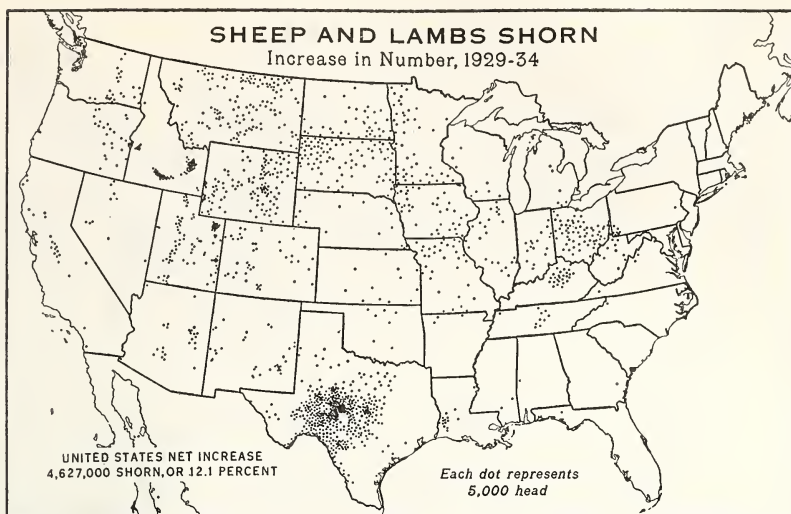 SHEEP AND LAMBS SHORN
Increase in Number, 1929-34
UNITED STATES NET INCREASE
4,627,000 SHORN, OR 12.1 PERCENT
Each dot represents
5,000 head